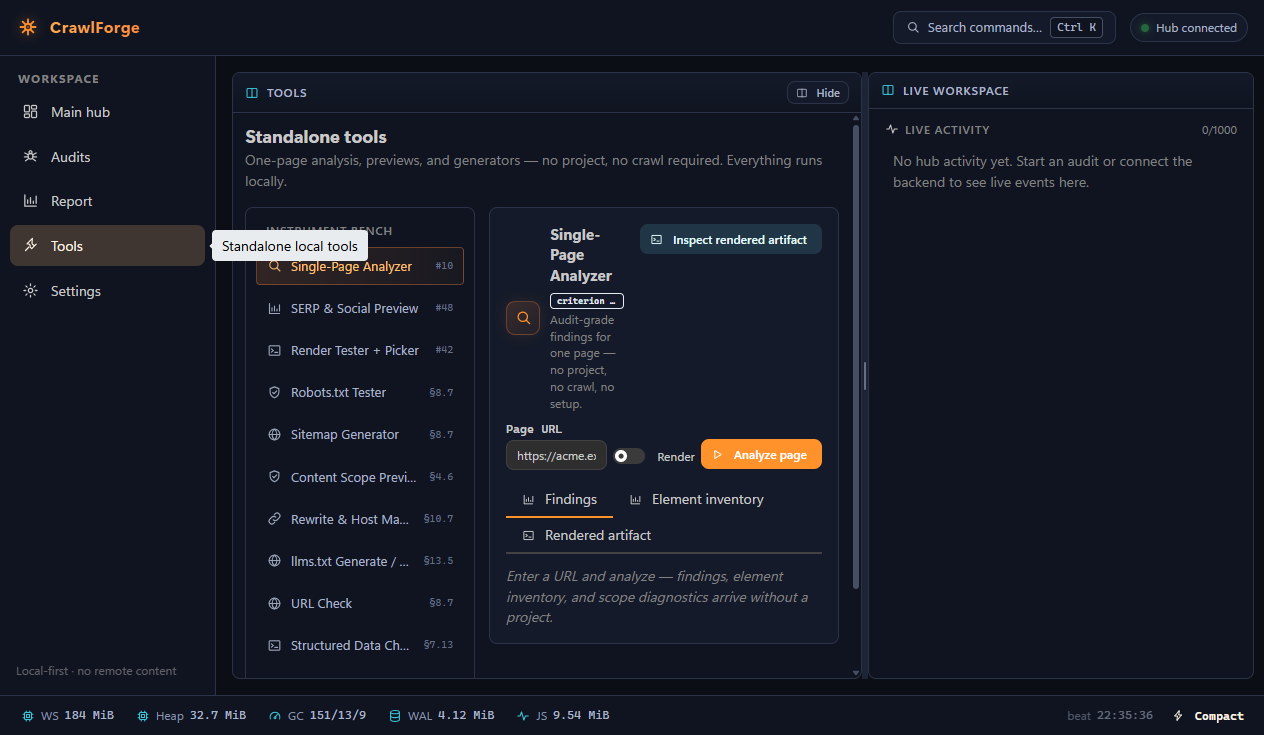 CrawlForge
Search commands... Ctrl K
Hub connected
WORKSPACE
Main hub
Audits
Report
Tools
Settings
Standalone local tools
Local-first · no remote content
TOOLS
Hide
Standalone tools
One-page analysis, previews, and generators — no project, no crawl required. Everything runs
locally.
INSTRUMENT BENCH
Single-Page Analyzer #10
SERP & Social Preview #48
Render Tester + Picker #42
Robots.txt Tester §8.7
Sitemap Generator §8.7
Content Scope Previ... §4.6
Rewrite & Host Ma... §10.7
llms.txt Generate / ... §13.5
URL Check §8.7
Structured Data Ch... §7.13
Single-
Page
Analyzer
criterion …
Audit-grade
findings for
one page —
no project,
no crawl, no
setup.
Inspect rendered artifact
Page URL
https://acme.e
Render
Analyze page
Findings
Element inventory
Rendered artifact
Enter a URL and analyze — findings, element
inventory, and scope diagnostics arrive without a
project.
LIVE WORKSPACE
LIVE ACTIVITY 0/1000
No hub activity yet. Start an audit or connect the
backend to see live events here.
WS 184 MiB
Heap 32.7 MiB
GC 151/13/9
WAL 4.12 MiB
JS 9.54 MiB
beat 22:35:36
Compact